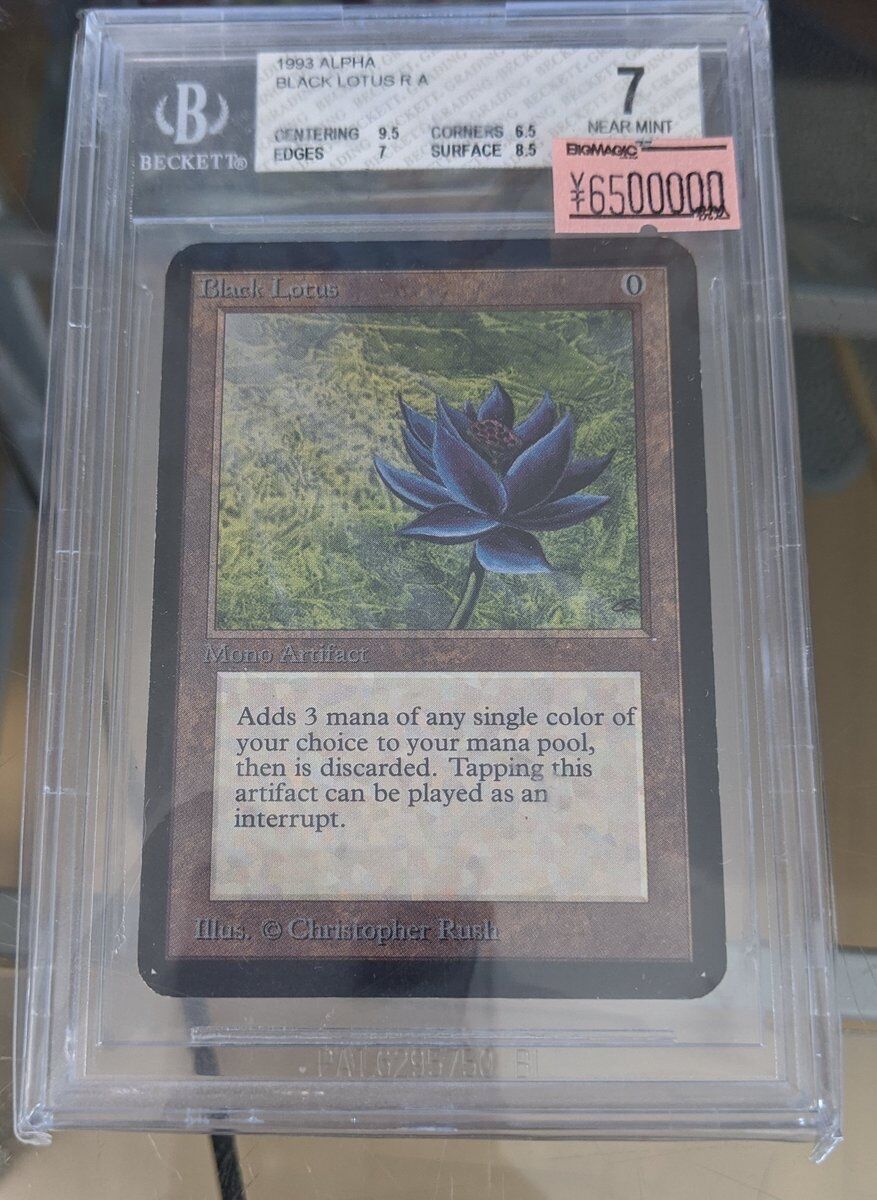 1993 ALPHA
BLACK LOTUS R A
CENTERING 9.5 CORNERS 6.5
EDGES 7 SURFACE 8.5
7
NEAR MINT
B
BECKETT®
BIGMAGIC
¥6500000
Black Lotus 0
Mono Artifact
Adds 3 mana of any single color of
your choice to your mana pool,
then is discarded. Tapping this
artifact can be played as an
interrupt.
Illus. © Christopher Rush